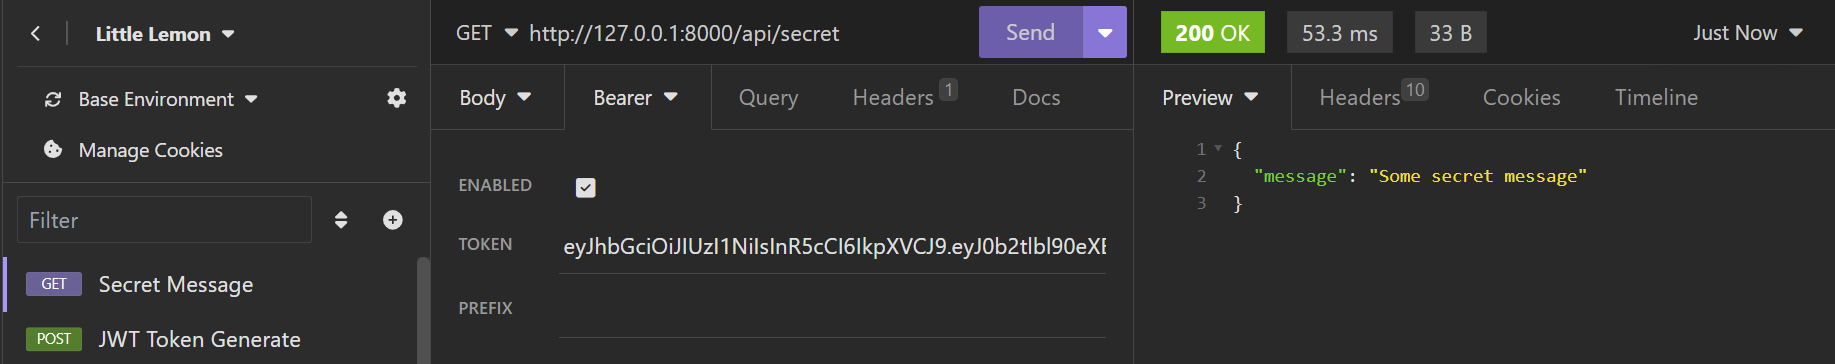 Little Lemon
Base Environment
Manage Cookies
Filter
GET Secret Message
POST JWT Token Generate
GET http://127.0.0.1:8000/api/secret Send
Body Bearer Query Headers 1 Docs
ENABLED
TOKEN eyJhbGciOiJIUzI1NiIsInR5cCI6IkpXVCJ9.eyJ0b2tlbl90eXB
PREFIX
200 OK 53.3 ms 33 B Just Now
Preview Headers 10 Cookies Timeline
1 {
2 "message": "Some secret message"
3 }